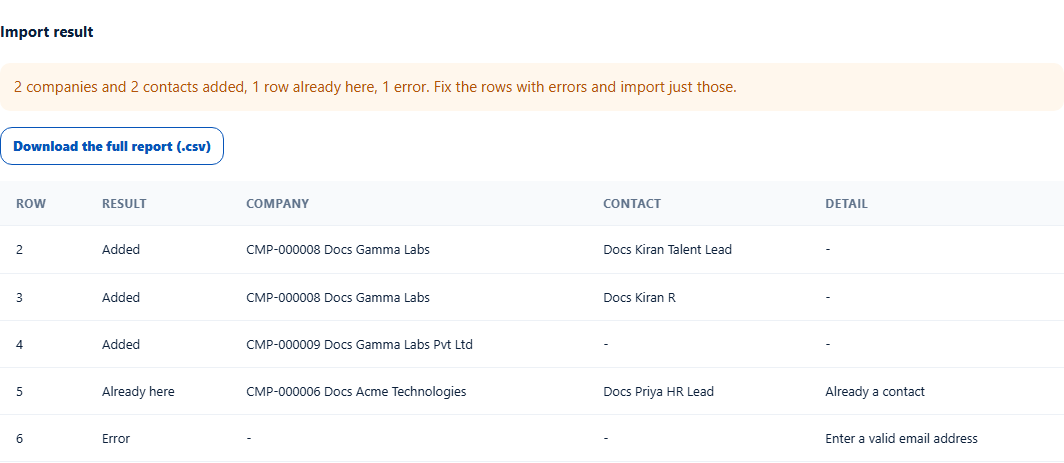 Import result
2 companies and 2 contacts added, 1 row already here, 1 error. Fix the rows with errors and import just those.
Download the full report (.csv)
ROW RESULT COMPANY CONTACT DETAIL
2 Added CMP-000008 Docs Gamma Labs Docs Kiran Talent Lead -
3 Added CMP-000008 Docs Gamma Labs Docs Kiran R -
4 Added CMP-000009 Docs Gamma Labs Pvt Ltd - -
5 Already here CMP-000006 Docs Acme Technologies Docs Priya HR Lead Already a contact
6 Error - - Enter a valid email address